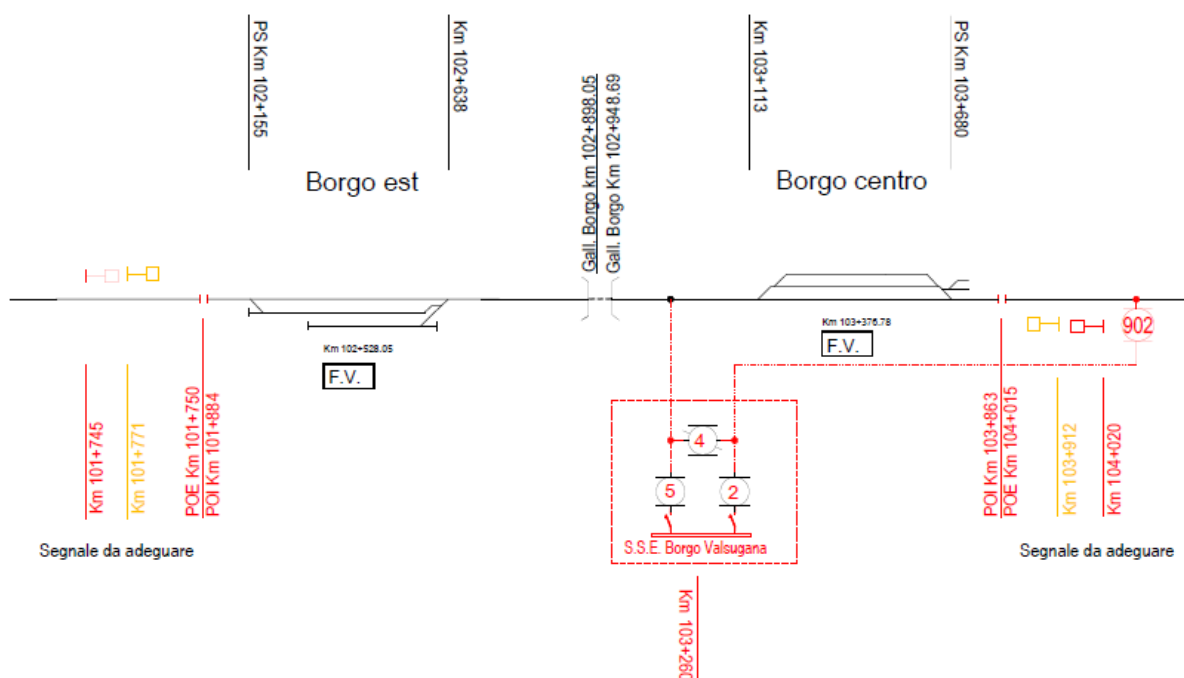 PS Km 102+155
Km 102+638
Gall. Borgo km 102+898.05
Gall. Borgo Km 102+948.69
Km 103+113
PS Km 103+680
Borgo est
Borgo centro
Km 102+528.05
F.V.
Km 103+376.78
F.V.
902
Km 101+745
Km 101+771
POE Km 101+750
POI Km 101+884
POI Km 103+863
POE Km 104+015
Km 103+912
Km 104+020
4
5
2
S.S.E. Borgo Valsugana
Segnale da adeguare
Segnale da adeguare
Km 103+260